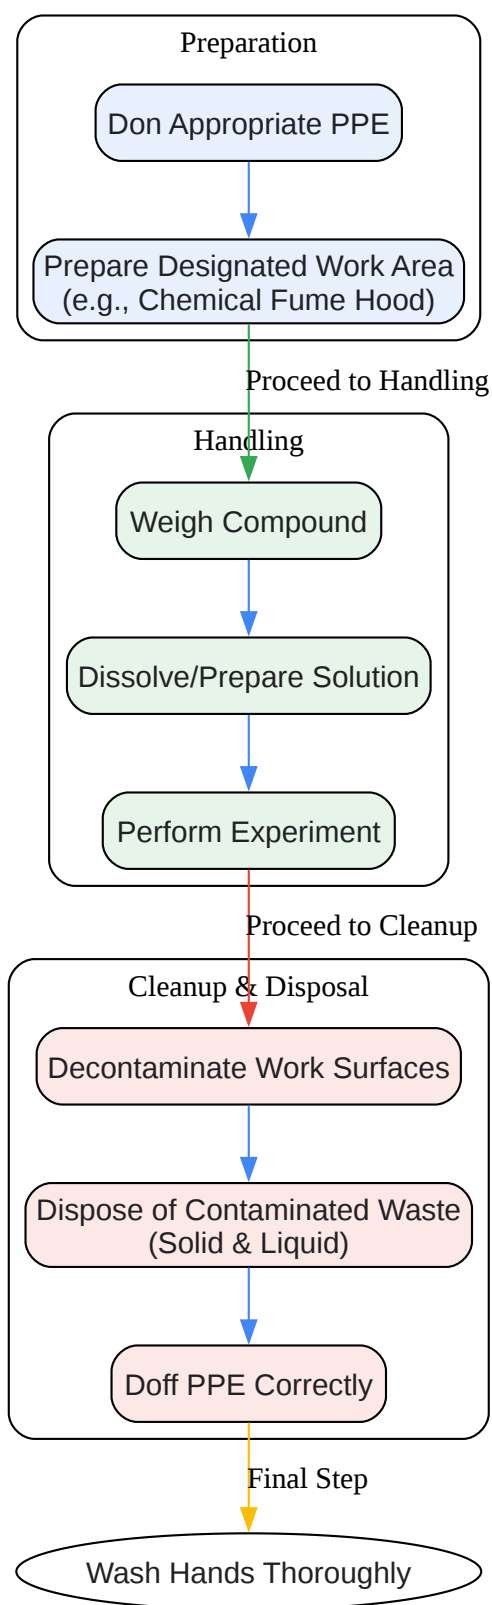 Preparation
Don Appropriate PPE
Prepare Designated Work Area
(e.g., Chemical Fume Hood)
Proceed to Handling
Handling
Weigh Compound
Dissolve/Prepare Solution
Perform Experiment
Proceed to Cleanup
Cleanup & Disposal
Decontaminate Work Surfaces
Dispose of Contaminated Waste
(Solid & Liquid)
Doff PPE Correctly
Final Step
Wash Hands Thoroughly